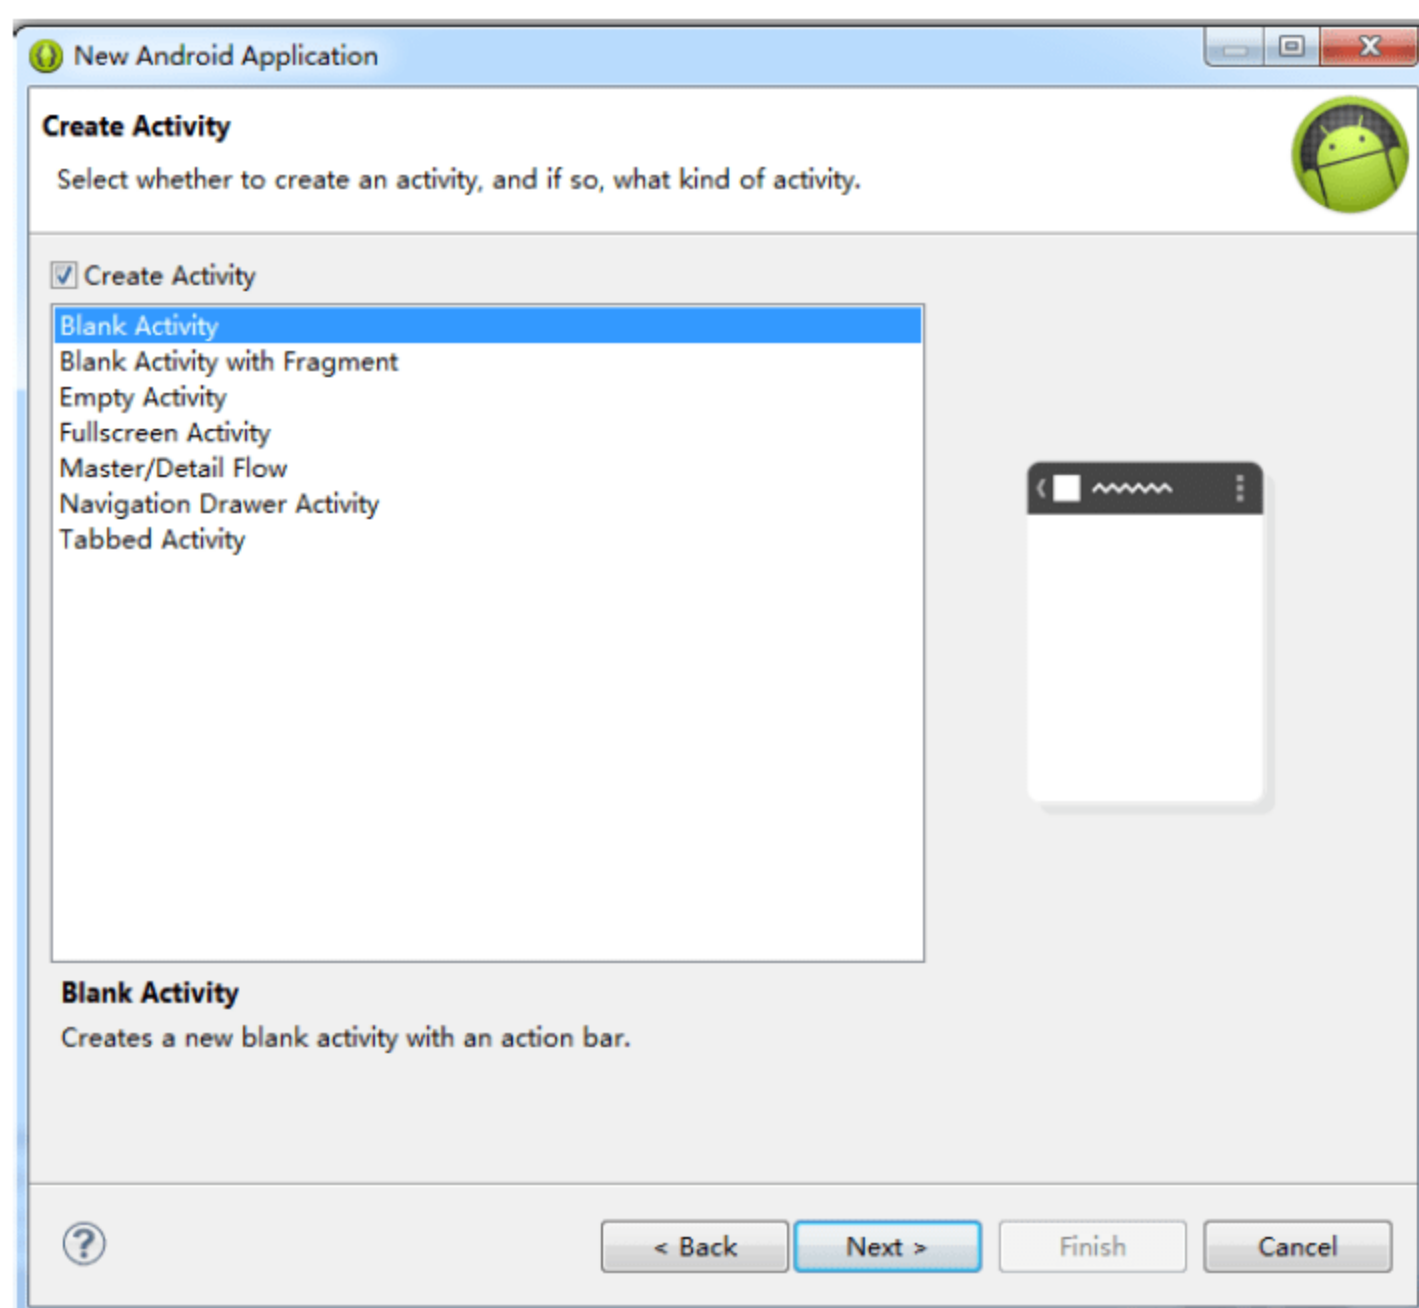 New Android Application
Create Activity
Select whether to create an activity, and if so, what kind of activity.
Create Activity
Blank Activity
Blank Activity with Fragment
Empty Activity
Fullscreen Activity
Master/Detail Flow
Navigation Drawer Activity
Tabbed Activity
Blank Activity
Creates a new blank activity with an action bar.
< Back
Next >
Finish
Cancel